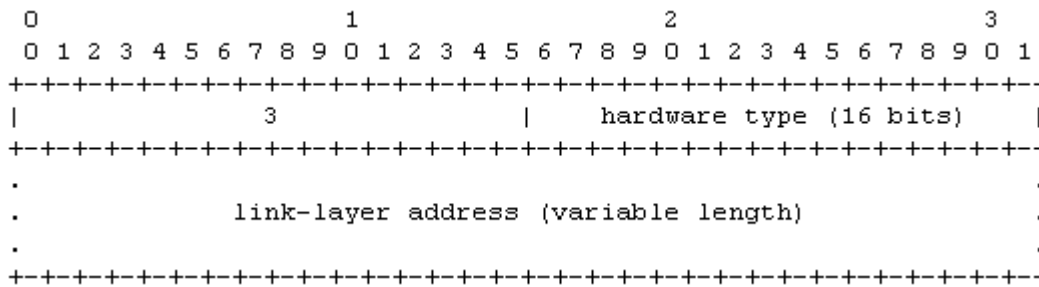 0                   1                   2                   3
0 1 2 3 4 5 6 7 8 9 0 1 2 3 4 5 6 7 8 9 0 1 2 3 4 5 6 7 8 9 0 1
+-+-+-+-+-+-+-+-+-+-+-+-+-+-+-+-+-+-+-+-+-+-+-+-+-+-+-+-+-+-+-+-
|               3               |    hardware type (16 bits)    |
+-+-+-+-+-+-+-+-+-+-+-+-+-+-+-+-+-+-+-+-+-+-+-+-+-+-+-+-+-+-+-+-
.                                                               .
.             link-layer address (variable length)              .
.                                                               .
+-+-+-+-+-+-+-+-+-+-+-+-+-+-+-+-+-+-+-+-+-+-+-+-+-+-+-+-+-+-+-+-